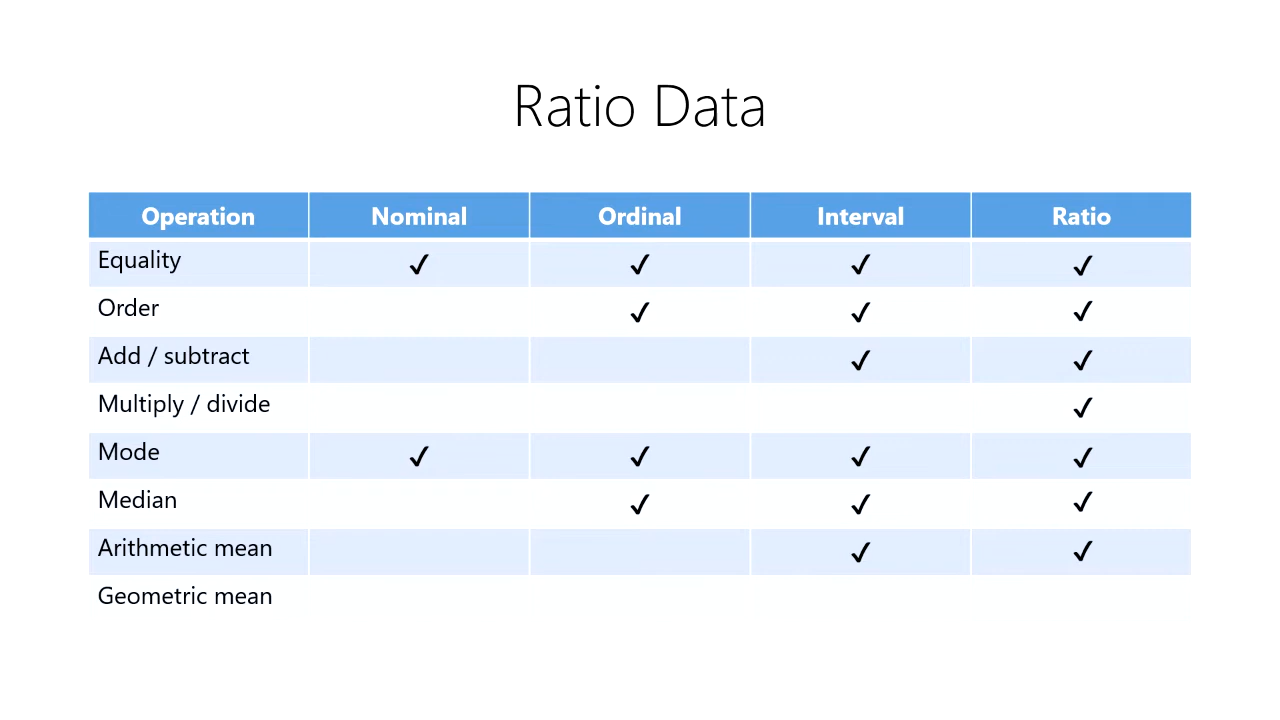 Ratio Data
Operation Nominal Ordinal Interval Ratio
Equality ✓ ✓ ✓ ✓
Order ✓ ✓ ✓
Add / subtract ✓ ✓
Multiply / divide ✓
Mode ✓ ✓ ✓ ✓
Median ✓ ✓ ✓
Arithmetic mean ✓ ✓
Geometric mean